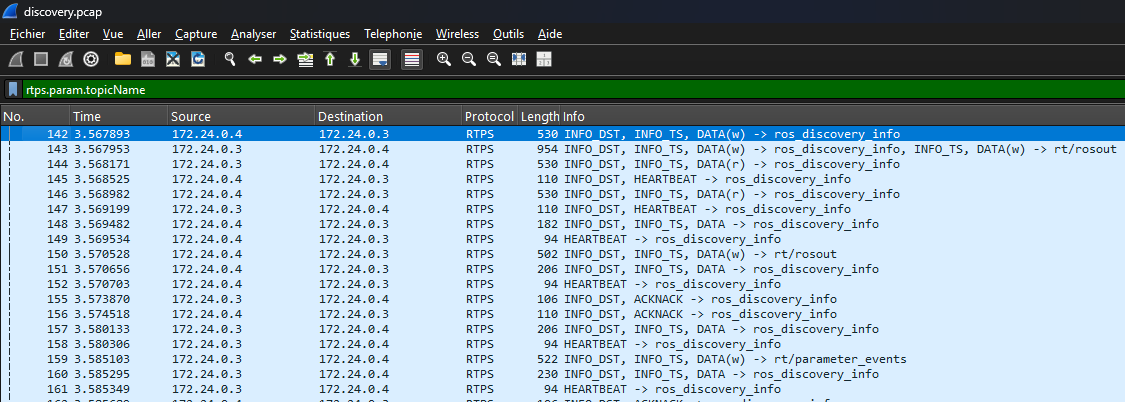 discovery.pcap
Fichier Editer Vue Aller Capture Analyser Statistiques Telephonie Wireless Outils Aide
rtps.param.topicName
No. Time Source Destination Protocol Length Info
142 3.567893 172.24.0.4 172.24.0.3 RTPS 530 INFO_DST, INFO_TS, DATA(w) -> ros_discovery_info
143 3.567953 172.24.0.3 172.24.0.4 RTPS 954 INFO_DST, INFO_TS, DATA(w) -> ros_discovery_info, INFO_TS, DATA(w) -> rt/rosout
144 3.568171 172.24.0.4 172.24.0.3 RTPS 530 INFO_DST, INFO_TS, DATA(r) -> ros_discovery_info
145 3.568525 172.24.0.4 172.24.0.3 RTPS 110 INFO_DST, HEARTBEAT -> ros_discovery_info
146 3.568982 172.24.0.3 172.24.0.4 RTPS 530 INFO_DST, INFO_TS, DATA(r) -> ros_discovery_info
147 3.569199 172.24.0.3 172.24.0.4 RTPS 110 INFO_DST, HEARTBEAT -> ros_discovery_info
148 3.569482 172.24.0.4 172.24.0.3 RTPS 182 INFO_DST, INFO_TS, DATA -> ros_discovery_info
149 3.569534 172.24.0.4 172.24.0.3 RTPS 94 HEARTBEAT -> ros_discovery_info
150 3.570528 172.24.0.4 172.24.0.3 RTPS 502 INFO_DST, INFO_TS, DATA(w) -> rt/rosout
151 3.570656 172.24.0.4 172.24.0.3 RTPS 206 INFO_DST, INFO_TS, DATA -> ros_discovery_info
152 3.570703 172.24.0.4 172.24.0.3 RTPS 94 HEARTBEAT -> ros_discovery_info
155 3.573870 172.24.0.3 172.24.0.4 RTPS 106 INFO_DST, ACKNACK -> ros_discovery_info
156 3.574518 172.24.0.4 172.24.0.3 RTPS 110 INFO_DST, ACKNACK -> ros_discovery_info
157 3.580133 172.24.0.3 172.24.0.4 RTPS 206 INFO_DST, INFO_TS, DATA -> ros_discovery_info
158 3.580306 172.24.0.3 172.24.0.4 RTPS 94 HEARTBEAT -> ros_discovery_info
159 3.585103 172.24.0.3 172.24.0.4 RTPS 522 INFO_DST, INFO_TS, DATA(w) -> rt/parameter_events
160 3.585295 172.24.0.3 172.24.0.4 RTPS 230 INFO_DST, INFO_TS, DATA -> ros_discovery_info
161 3.585349 172.24.0.3 172.24.0.4 RTPS 94 HEARTBEAT -> ros_discovery_info